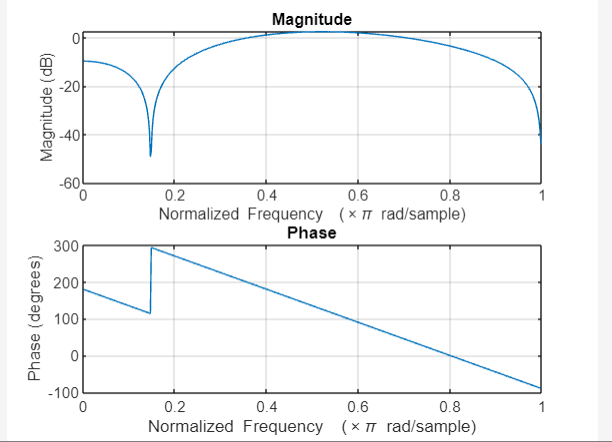 Magnitude
0
-20
-40
-60
Magnitude (dB)
0 0.2 0.4 0.6 0.8 1
Normalized Frequency (× π rad/sample)
Phase
300
200
100
0
-100
Phase (degrees)
0 0.2 0.4 0.6 0.8 1
Normalized Frequency (× π rad/sample)